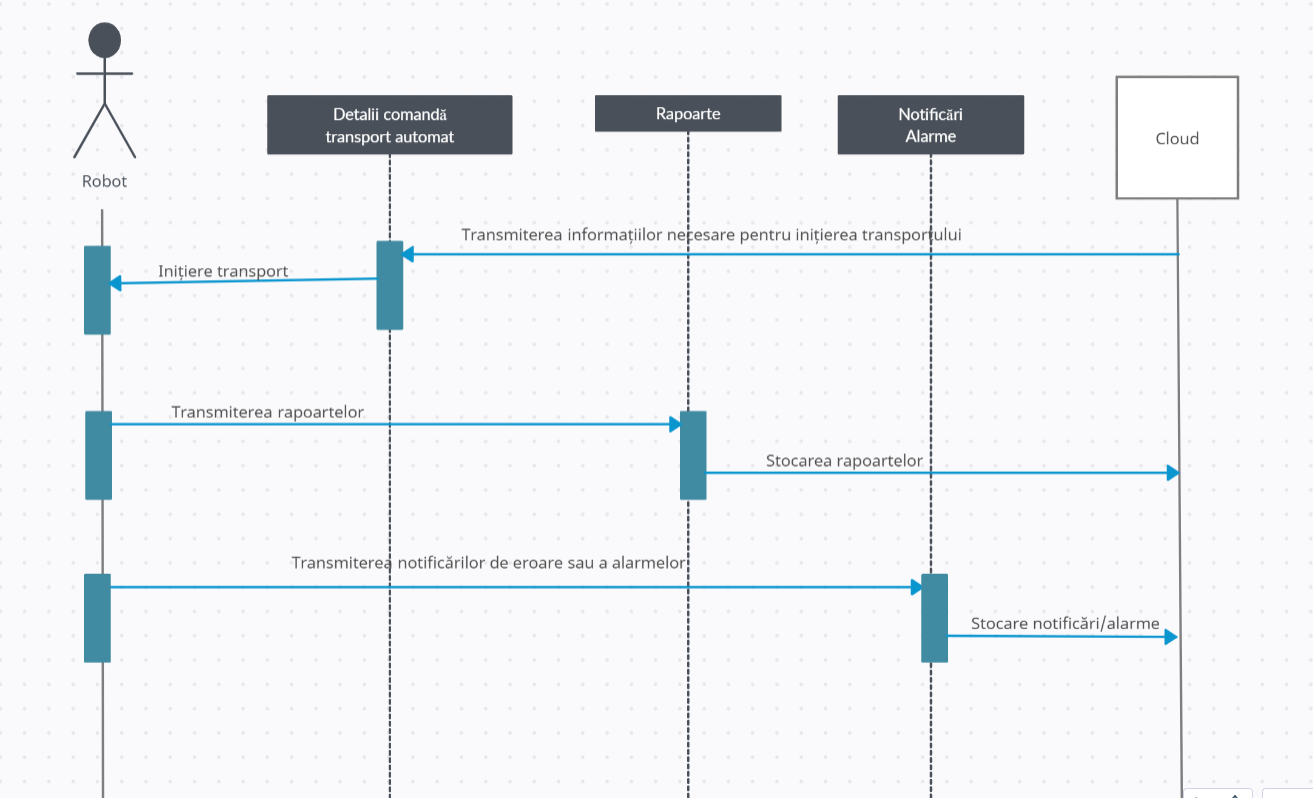 Robot
Detalii comandă
transport automat
Rapoarte
Notificări
Alarme
Cloud
Transmiterea informațiilor necesare pentru inițierea transportului
Inițiere transport
Transmiterea rapoartelor
Stocarea rapoartelor
Transmiterea notificărilor de eroare sau a alarmelor
Stocare notificări/alarme